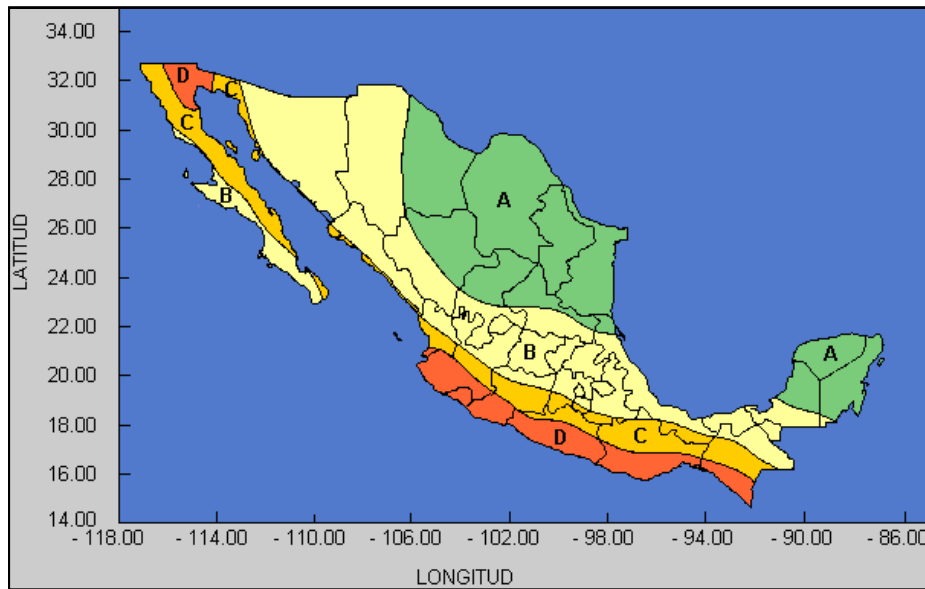 34.00
32.00
30.00
28.00
26.00
24.00
22.00
20.00
18.00
16.00
14.00
LATITUD
D
C
C
B
A
B
A
D
C
- 118.00 - 114.00 - 110.00 - 106.00 - 102.00 - 98.00 - 94.00 - 90.00 - 86.00
LONGITUD